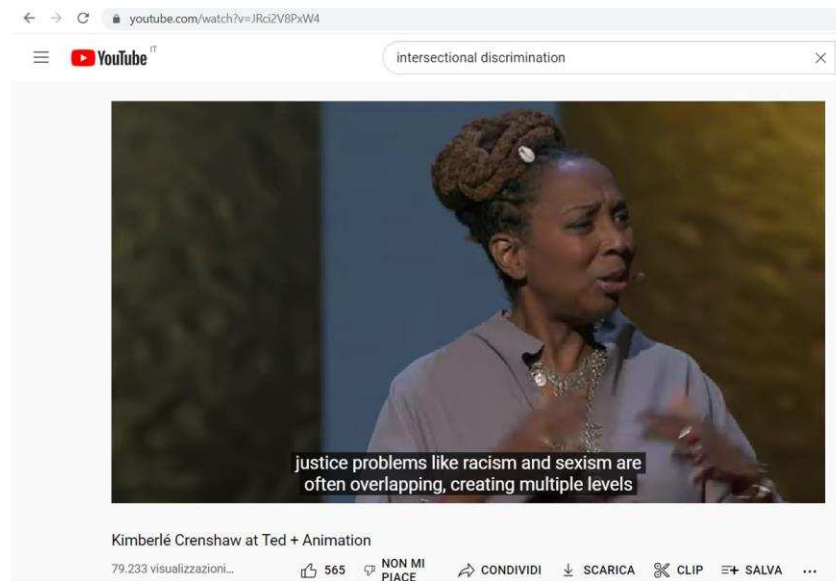 youtube.com/watch?v=JRci2V8PxW4
YouTube IT
intersectional discrimination
justice problems like racism and sexism are
often overlapping, creating multiple levels
Kimberlé Crenshaw at Ted + Animation
79.233 visualizzazioni...
565
NON MI
PIACE
CONDIVIDI
SCARICA
CLIP
SALVA
...